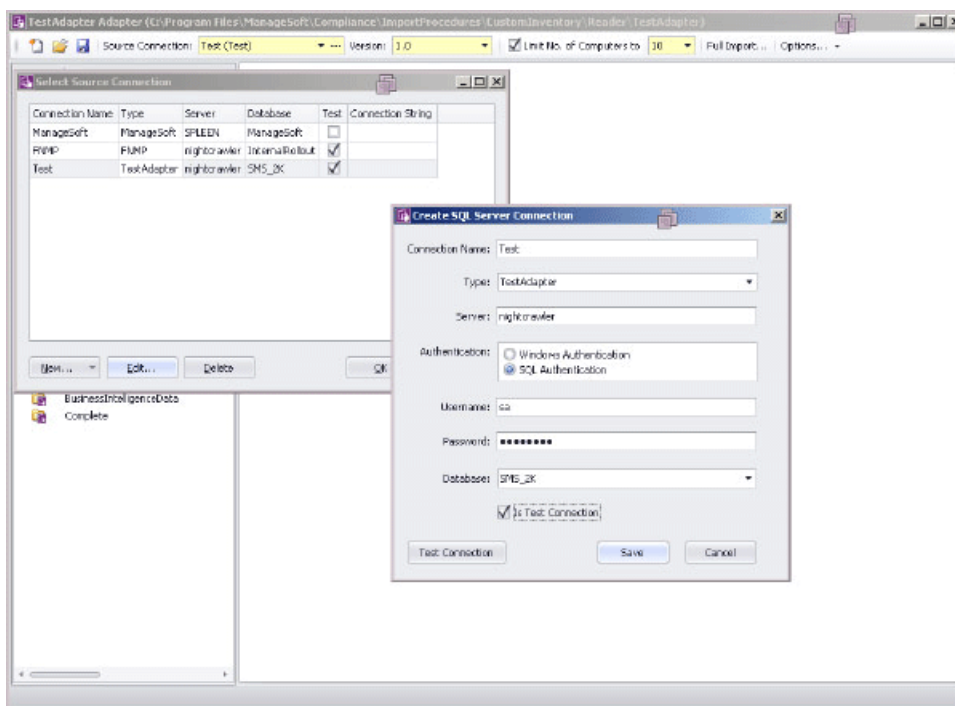 TestAdapter Adapter (C:\Program Files\ManageSoft\Compliance\ImportProcedures\CustomInventory\Reader\TestAdapter)
Source Connection: Test (Test) Version: 1.0 Limit No. of Computers to 10 Full Import... Options...
Select Source Connection
Connection Name Type Server Database Test Connection String
ManageSoft ManageSoft SPLEEN ManageSoft
FNMP FNMP nightcrawler InternalRollout
Test TestAdapter nightcrawler SMS_2K
New... Edit... Delete OK
BusinessIntelligenceData
Complete
Create SQL Server Connection
Connection Name: Test
Type: TestAdapter
Server: nightcrawler
Authentication: Windows Authentication
SQL Authentication
Username: sa
Password: ●●●●●●●●
Database: SMS_2K
Is Test Connection
Test Connection Save Cancel